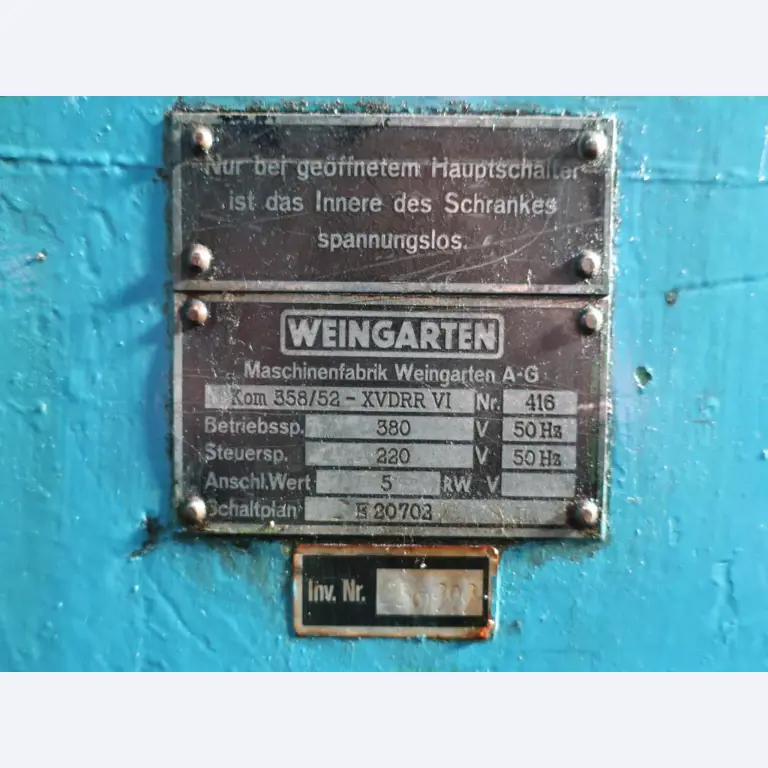 Nur bei geöffnetem Hauptschalter
ist das Innere des Schrankes
spannungslos.
WEINGARTEN
Maschinenfabrik Weingarten A-G
Kom 358/52 - XVDRR VI Nr. 416
Betriebssp. 380 V 50 Hz
Steuersp. 220 V 50 Hz
Anschl.Wert 5 KW V
Schaltplan E 20702
Inv. Nr.